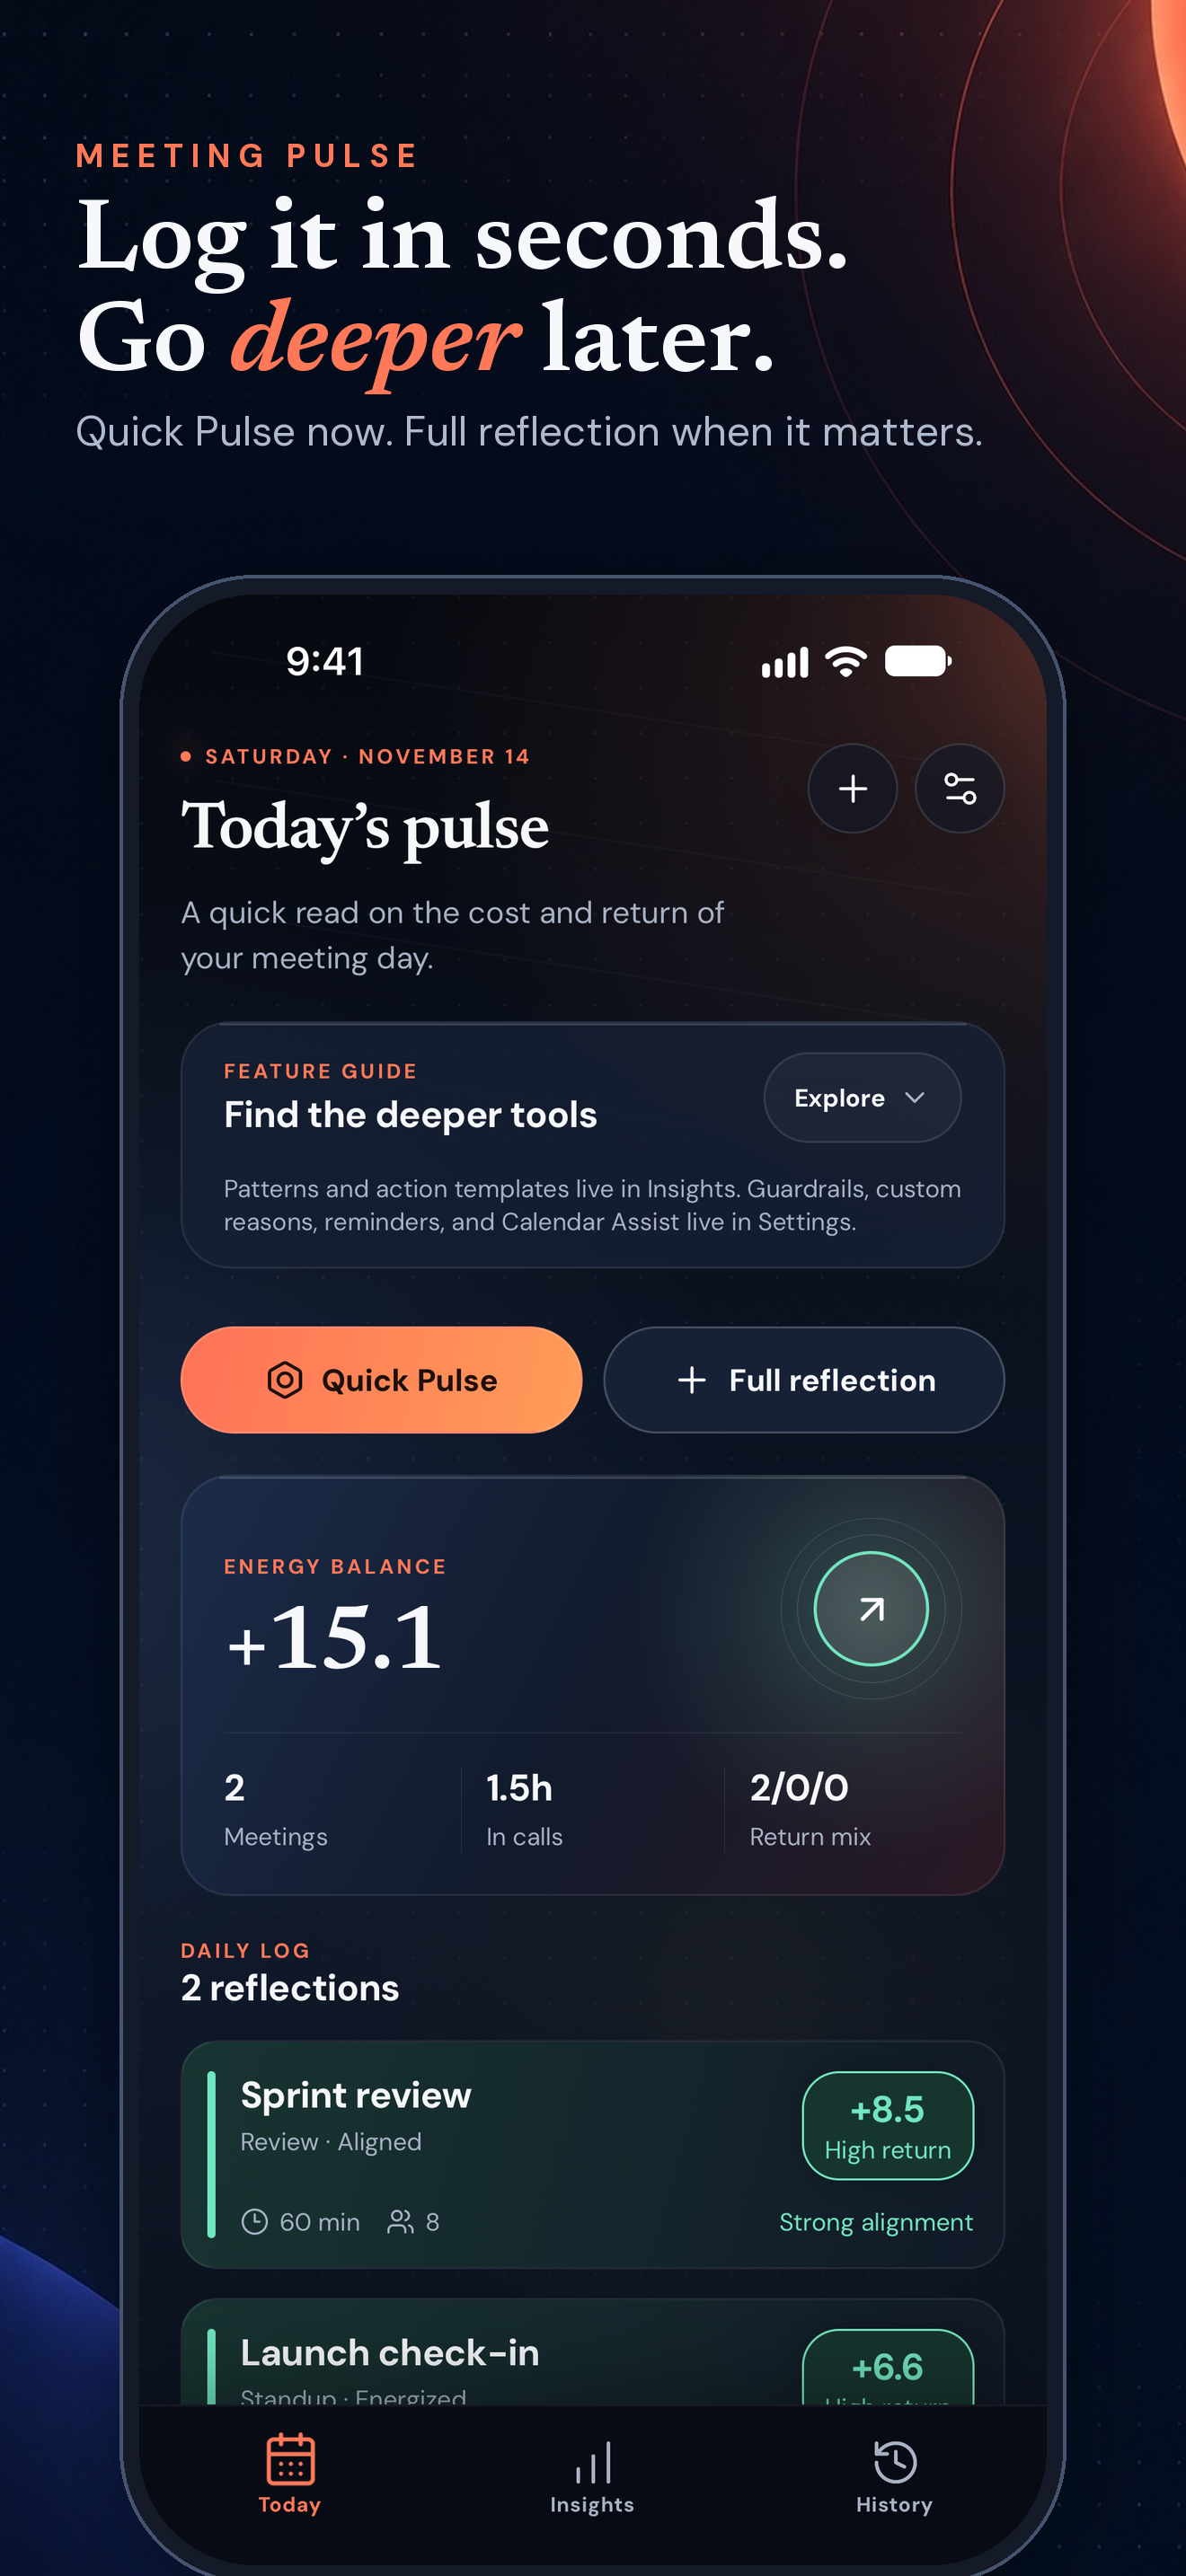 MEETING PULSE
Log it in seconds.
Go deeper later.
Quick Pulse now. Full reflection when it matters.
9:41
SATURDAY · NOVEMBER 14
Today’s pulse
A quick read on the cost and return of
your meeting day.
FEATURE GUIDE
Find the deeper tools
Explore
Patterns and action templates live in Insights. Guardrails, custom
reasons, reminders, and Calendar Assist live in Settings.
Quick Pulse
Full reflection
ENERGY BALANCE
+15.1
2
Meetings
1.5h
In calls
2/0/0
Return mix
DAILY LOG
2 reflections
Sprint review
Review · Aligned
+8.5
High return
60 min
8
Strong alignment
Launch check-in
Standup · Energized
+6.6
High return
Today
Insights
History